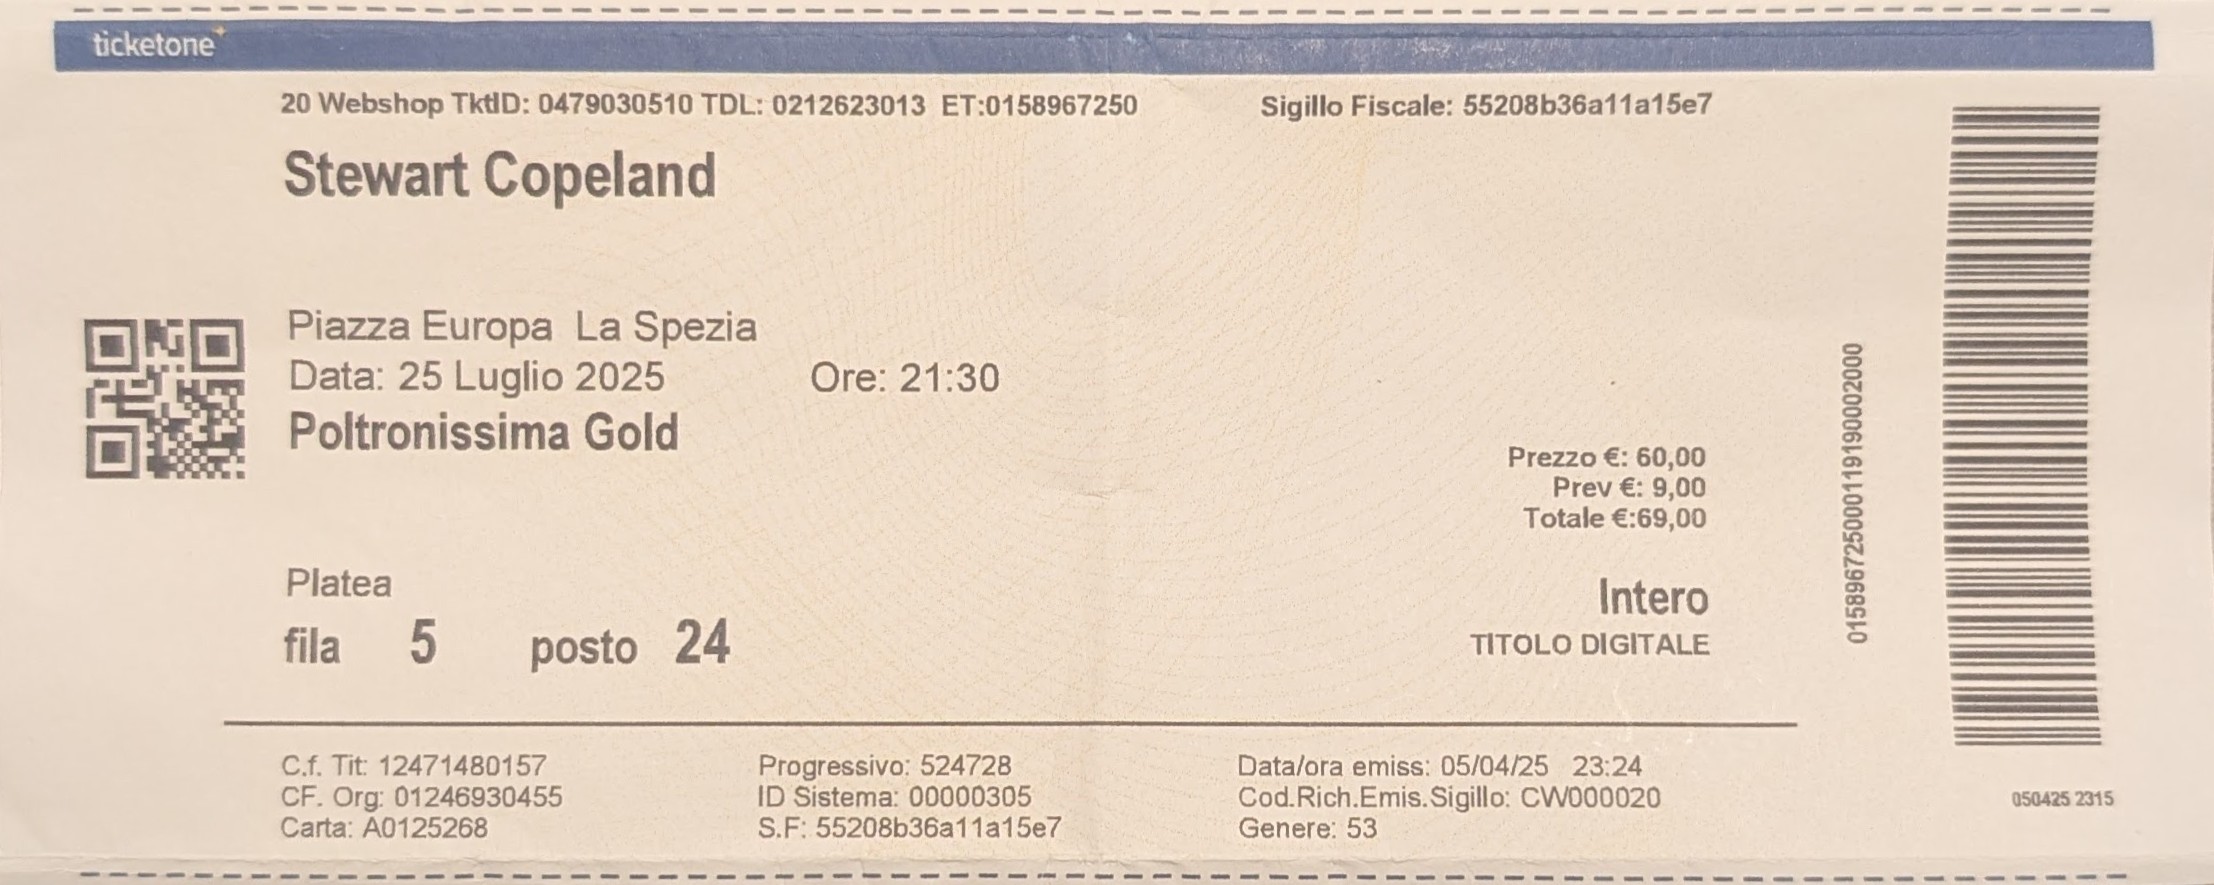 ticketone
20 Webshop TktID: 0479030510 TDL: 0212623013 ET:0158967250 Sigillo Fiscale: 55208b36a11a15e7
Stewart Copeland
Piazza Europa La Spezia
Data: 25 Luglio 2025 Ore: 21:30
Poltronissima Gold
Prezzo €: 60,00
Prev €: 9,00
Totale €:69,00
Platea
Intero
fila 5 posto 24
TITOLO DIGITALE
C.f. Tit: 12471480157 Progressivo: 524728 Data/ora emiss: 05/04/25 23:24
CF. Org: 01246930455 ID Sistema: 00000305 Cod.Rich.Emis.Sigillo: CW000020
Carta: A0125268 S.F: 55208b36a11a15e7 Genere: 53
015896725000119190002000
050425 2315